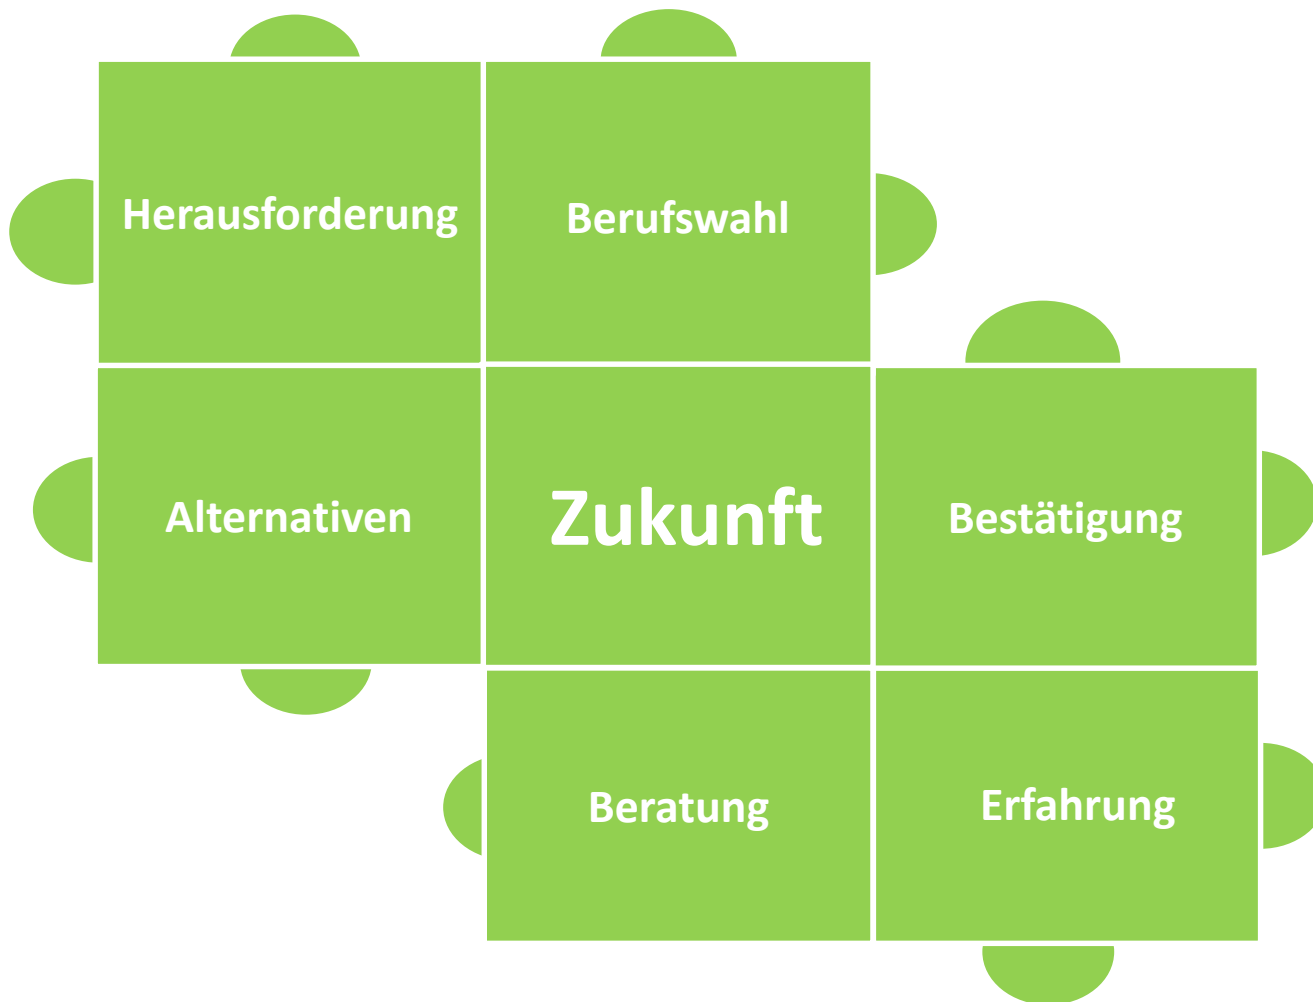 Herausforderung
Berufswahl
Alternativen
Zukunft
Bestätigung
Beratung
Erfahrung